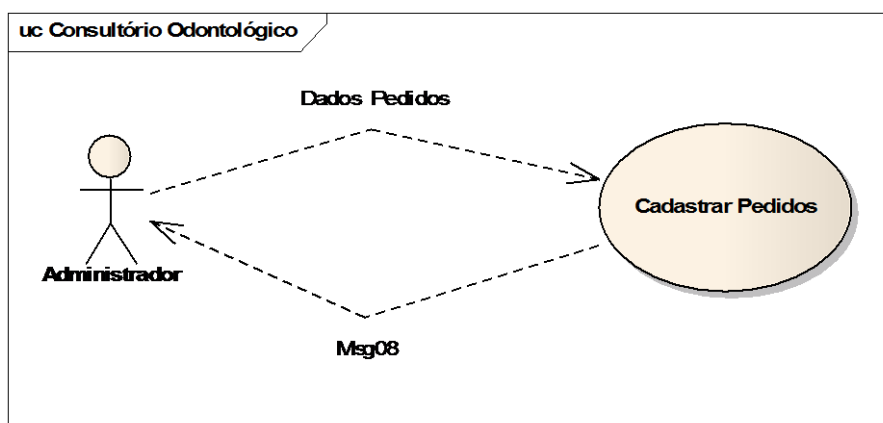 uc Consultório Odontológico
Dados Pedidos
Cadastrar Pedidos
Administrador
Msg08